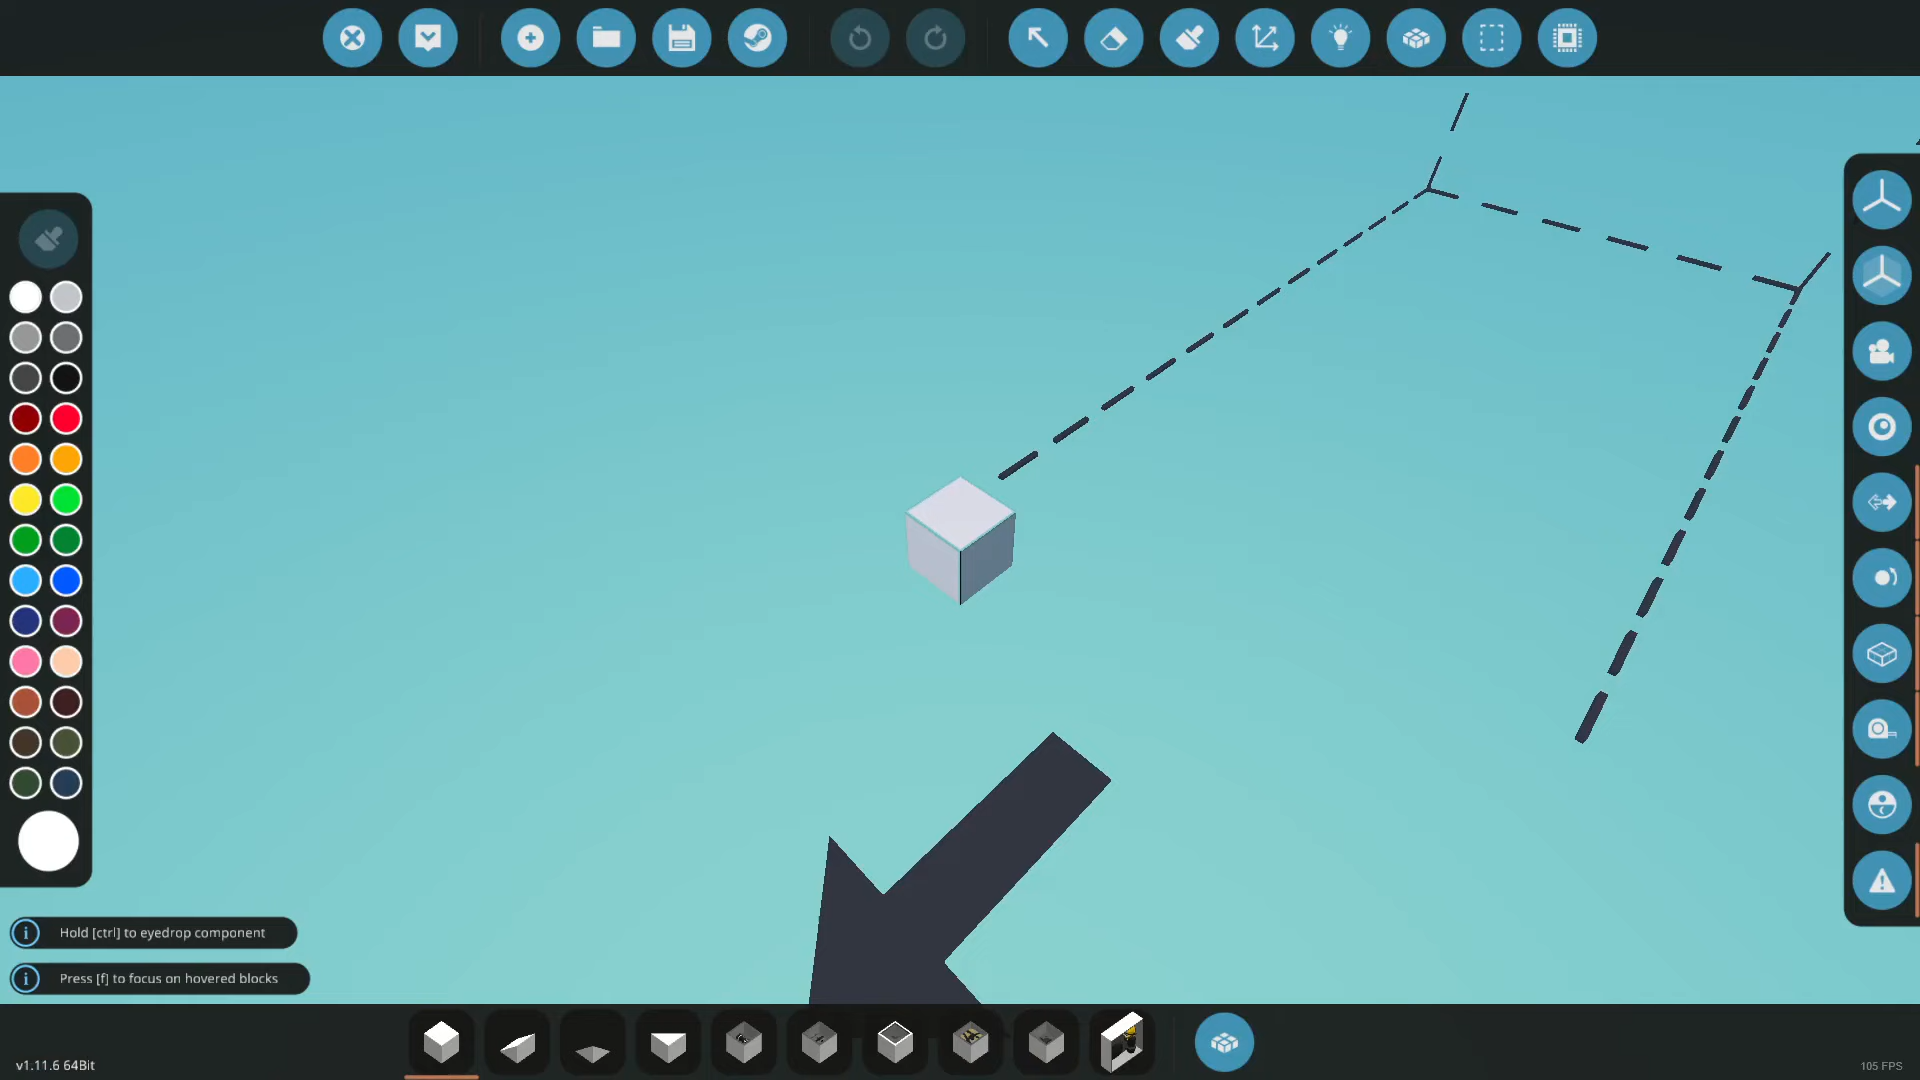 Hold [ctrl] to eyedrop component
Press [f] to focus on hovered blocks
v1.11.6 64Bit
105 FPS